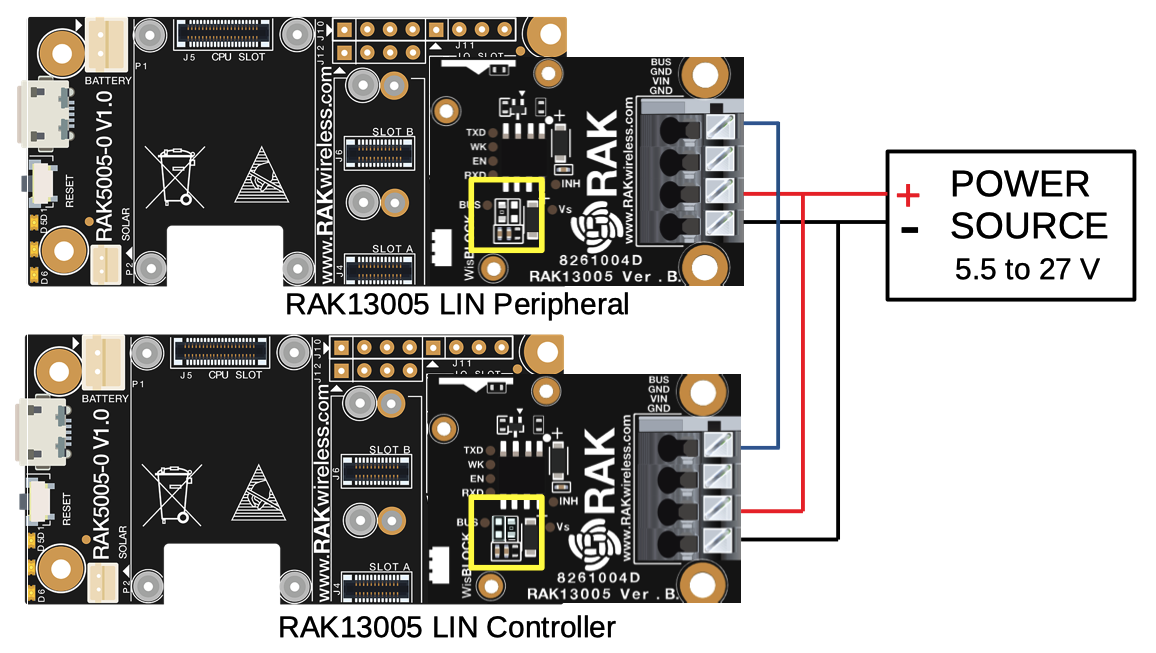 J5 CPU SLOT
J10
J12
J11
IO SLOT
P1
BATTERY
RAK5005-0 V1.0
RESET
SOLAR
P2
D5
D1
D6
www.RAKwireless.com
SLOT B
J6
SLOT A
J4
TXD
WK
EN
RXD
BUS
+
INH
Vs
WisBLOCK
RAK
www.RAKwireless.com
8261004D
RAK13005 Ver . B.
BUS
GND
VIN
GND
RAK13005 LIN Peripheral
+ POWER
- SOURCE
5.5 to 27 V
J5 CPU SLOT
J10
J12
J11
IO SLOT
P1
BATTERY
RAK5005-0 V1.0
RESET
SOLAR
P2
D5
D1
D6
www.RAKwireless.com
SLOT B
J6
SLOT A
J4
TXD
WK
EN
RXD
BUS
+
INH
Vs
WisBLOCK
RAK
www.RAKwireless.com
8261004D
RAK13005 Ver . B.
BUS
GND
VIN
GND
RAK13005 LIN Controller